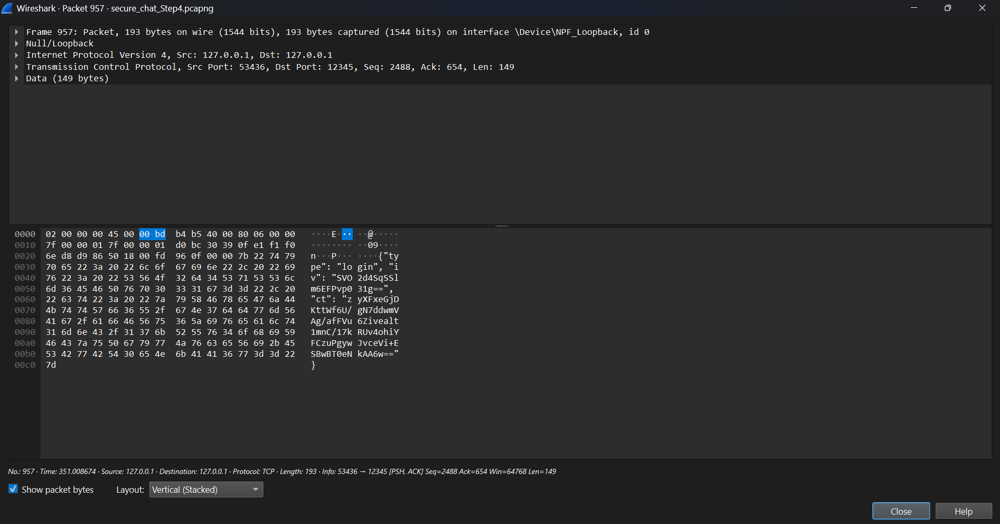 Wireshark · Packet 957 · secure_chat_Step4.pcapng
Frame 957: Packet, 193 bytes on wire (1544 bits), 193 bytes captured (1544 bits) on interface \Device\NPF_Loopback, id 0
Null/Loopback
Internet Protocol Version 4, Src: 127.0.0.1, Dst: 127.0.0.1
Transmission Control Protocol, Src Port: 53436, Dst Port: 12345, Seq: 2488, Ack: 654, Len: 149
Data (149 bytes)
0000 02 00 00 00 45 00 00 bd b4 b5 40 00 80 06 00 00 ····E··· ··@·····
0010 7f 00 00 01 7f 00 00 01 d0 bc 30 39 0f e1 f1 f0 ········ ··09····
0020 6e d8 d9 86 50 18 00 fd 96 0f 00 00 7b 22 74 79 n···P··· ····{"ty
0030 70 65 22 3a 20 22 6c 6f 67 69 6e 22 2c 20 22 69 pe": "lo gin", "i
0040 76 22 3a 20 22 53 56 4f 32 64 34 53 71 53 53 6c v": "SVO 2d4SqSSl
0050 6d 36 45 46 50 76 70 30 33 31 67 3d 3d 22 2c 20 m6EFPvp0 31g==",
0060 22 63 74 22 3a 20 22 7a 79 58 46 78 65 47 6a 44 "ct": "z yXFxeGjD
0070 4b 74 74 57 66 36 55 2f 67 4e 37 64 64 77 6d 56 KttWf6U/ gN7ddwmV
0080 41 67 2f 61 66 46 56 75 36 5a 69 76 65 61 6c 74 Ag/afFVu 6Zivealt
0090 31 6d 6e 43 2f 31 37 6b 52 55 76 34 6f 68 69 59 1mnC/17k RUv4ohiY
00a0 46 43 7a 75 50 67 79 77 4a 76 63 65 56 69 2b 45 FCzuPgyw JvceVi+E
00b0 53 42 77 42 54 30 65 4e 6b 41 41 36 77 3d 3d 22 SBwBT0eN kAA6w=="
00c0 7d }
No.: 957 · Time: 351.008674 · Source: 127.0.0.1 · Destination: 127.0.0.1 · Protocol: TCP · Length: 193 · Info: 53436 → 12345 [PSH, ACK] Seq=2488 Ack=654 Win=64768 Len=149
Show packet bytes Layout: Vertical (Stacked)
Close Help